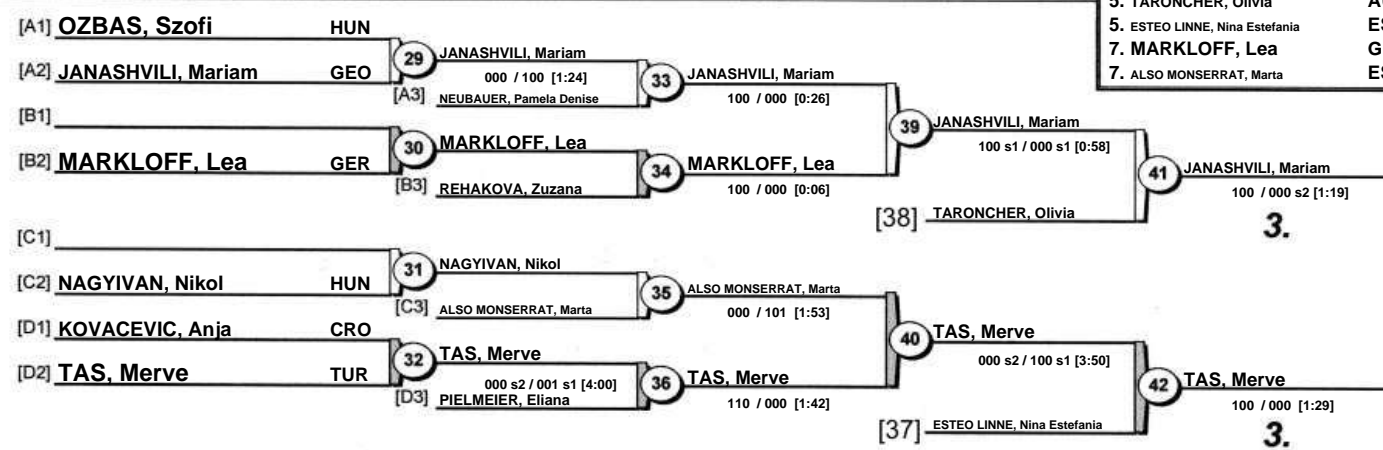 5. TARONCHER, Olivia
5. ESTEO LINNE, Nina Estefania ES
7. MARKLOFF, Lea G
7. ALSO MONSERRAT, Marta ES
[A1] OZBAS, Szofi HUN
[A2] JANASHVILI, Mariam GEO
29
JANASHVILI, Mariam
000 / 100 [1:24]
[A3] NEUBAUER, Pamela Denise
33
JANASHVILI, Mariam
100 / 000 [0:26]
[B1]
[B2] MARKLOFF, Lea GER
30
MARKLOFF, Lea
[B3] REHAKOVA, Zuzana
34
MARKLOFF, Lea
100 / 000 [0:06]
39
JANASHVILI, Mariam
100 s1 / 000 s1 [0:58]
[38] TARONCHER, Olivia
41
JANASHVILI, Mariam
100 / 000 s2 [1:19]
3.
[C1]
[C2] NAGYIVAN, Nikol HUN
31
NAGYIVAN, Nikol
[C3] ALSO MONSERRAT, Marta
35
ALSO MONSERRAT, Marta
000 / 101 [1:53]
[D1] KOVACEVIC, Anja CRO
[D2] TAS, Merve TUR
32
TAS, Merve
000 s2 / 001 s1 [4:00]
[D3] PIELMEIER, Eliana
36
TAS, Merve
110 / 000 [1:42]
40
TAS, Merve
000 s2 / 100 s1 [3:50]
[37] ESTEO LINNE, Nina Estefania
42
TAS, Merve
100 / 000 [1:29]
3.